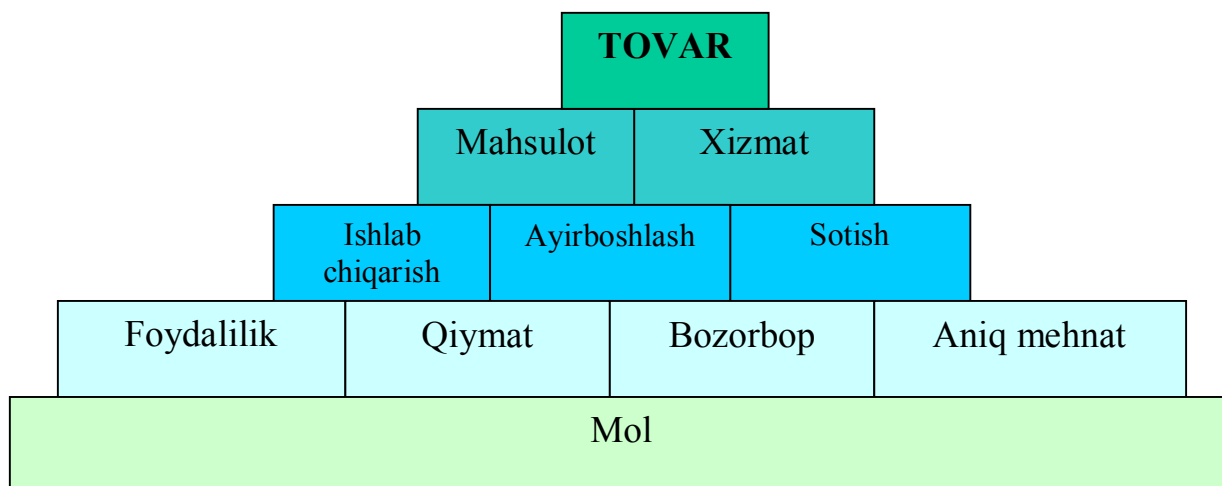 TOVAR
Mahsulot
Xizmat
Ishlab
chiqarish
Ayirboshlash
Sotish
Foydalilik
Qiymat
Bozorbop
Aniq mehnat
Mol